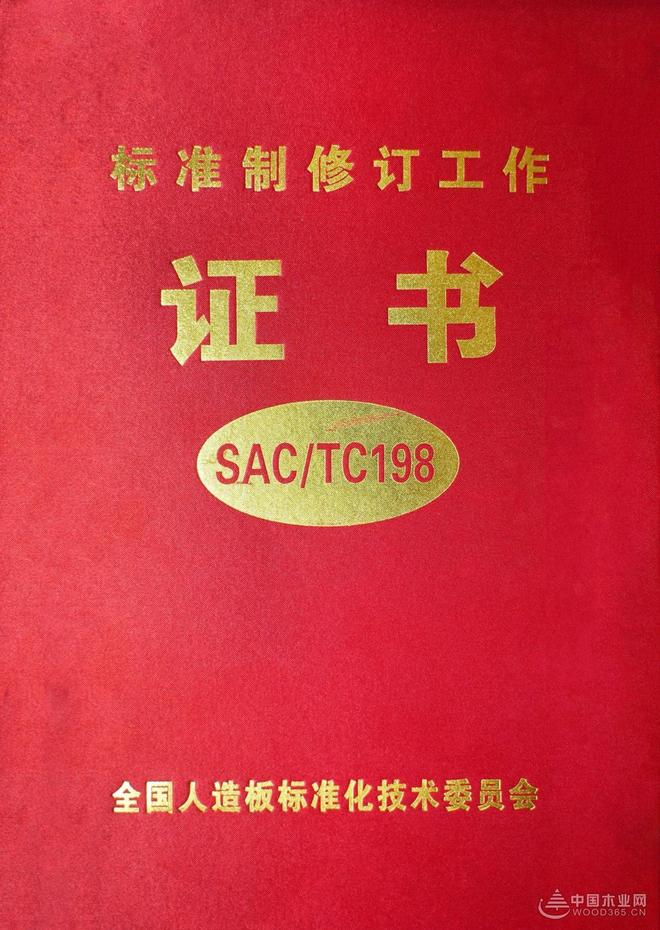 标准制修订工作
证书
SAC/TC198
全国人造板标准化技术委员会
中国木业网
WOOD365.CN